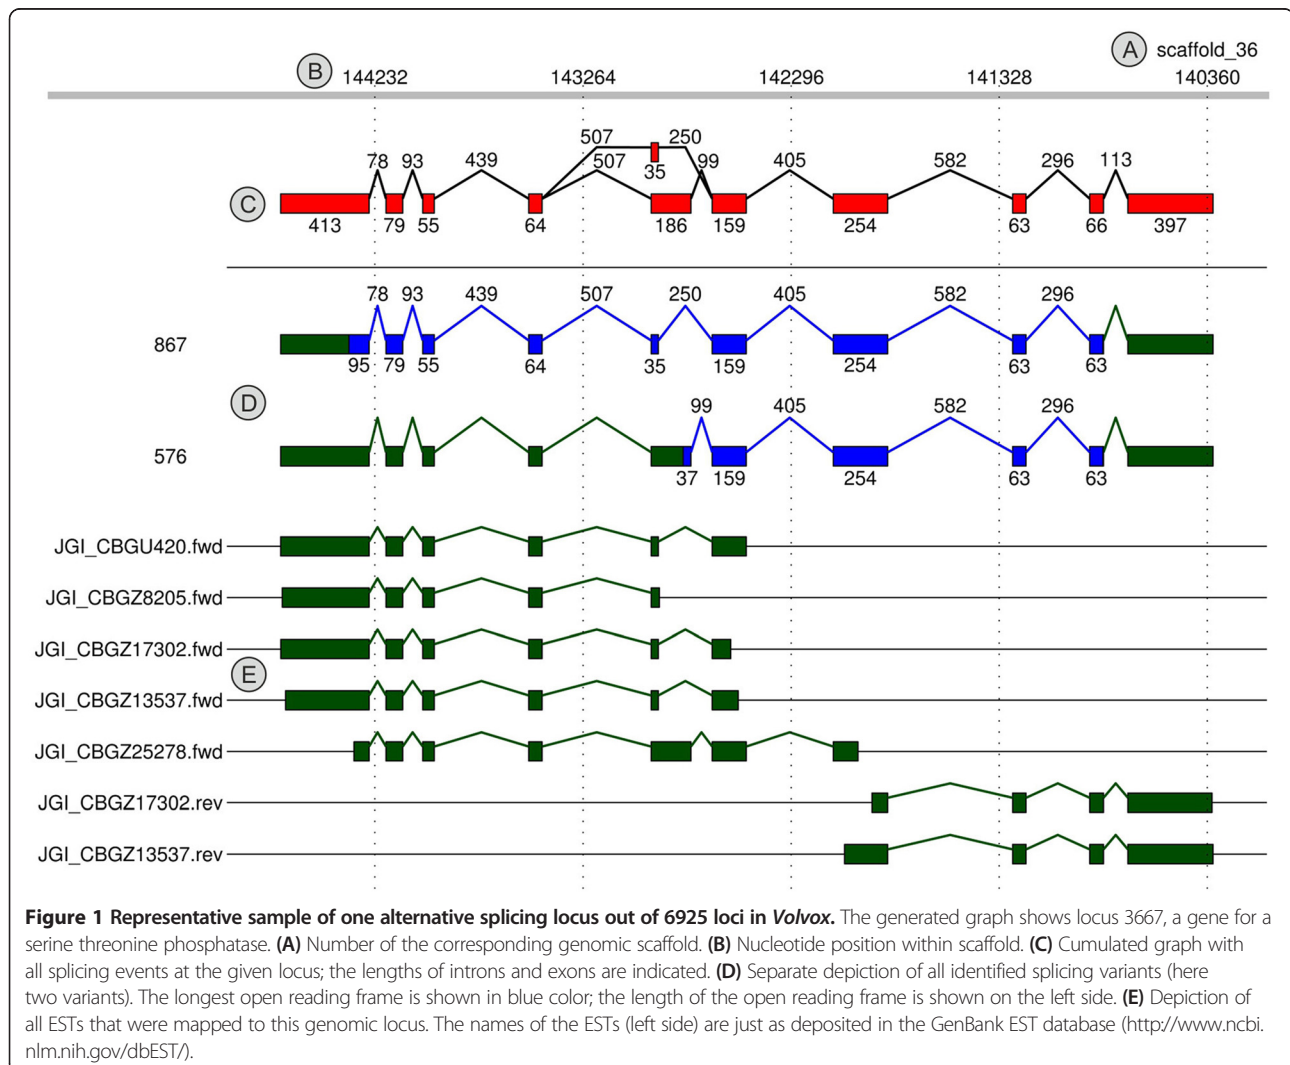 A scaffold_36
B 144232 143264 142296 141328 140360
507 250
35
78 93 439 507 99 405 582 296 113
C
413 79 55 64 186 159 254 63 66 397
78 93 439 507 250 405 582 296
867
95 79 55 64 35 159 254 63 63
D
99 405 582 296
576
37 159 254 63 63
JGI_CBGU420.fwd
JGI_CBGZ8205.fwd
JGI_CBGZ17302.fwd
E
JGI_CBGZ13537.fwd
JGI_CBGZ25278.fwd
JGI_CBGZ17302.rev
JGI_CBGZ13537.rev
Figure 1 Representative sample of one alternative splicing locus out of 6925 loci in Volvox. The generated graph shows locus 3667, a gene for a
serine threonine phosphatase. (A) Number of the corresponding genomic scaffold. (B) Nucleotide position within scaffold. (C) Cumulated graph with
all splicing events at the given locus; the lengths of introns and exons are indicated. (D) Separate depiction of all identified splicing variants (here
two variants). The longest open reading frame is shown in blue color; the length of the open reading frame is shown on the left side. (E) Depiction of
all ESTs that were mapped to this genomic locus. The names of the ESTs (left side) are just as deposited in the GenBank EST database (http://www.ncbi.
nlm.nih.gov/dbEST/).